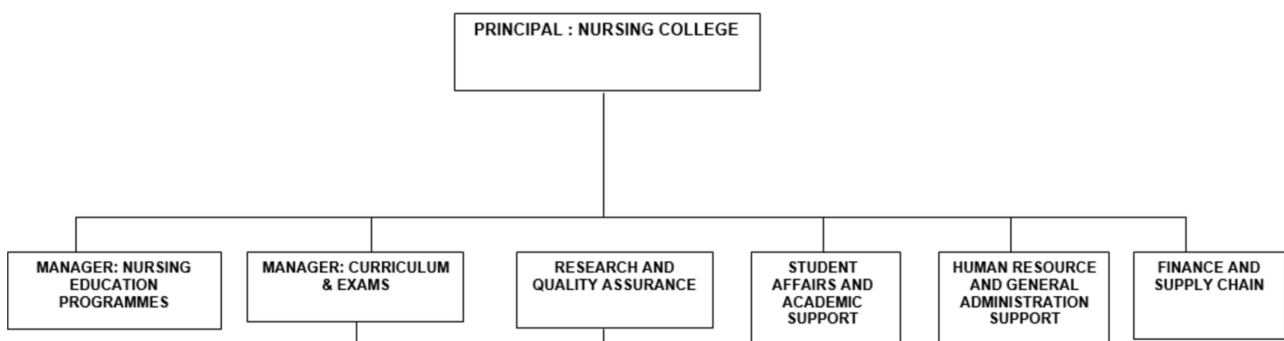 PRINCIPAL : NURSING COLLEGE
MANAGER: NURSING
EDUCATION
PROGRAMMES
MANAGER: CURRICULUM
& EXAMS
RESEARCH AND
QUALITY ASSURANCE
STUDENT
AFFAIRS AND
ACADEMIC
SUPPORT
HUMAN RESOURCE
AND GENERAL
ADMINISTRATION
SUPPORT
FINANCE AND
SUPPLY CHAIN